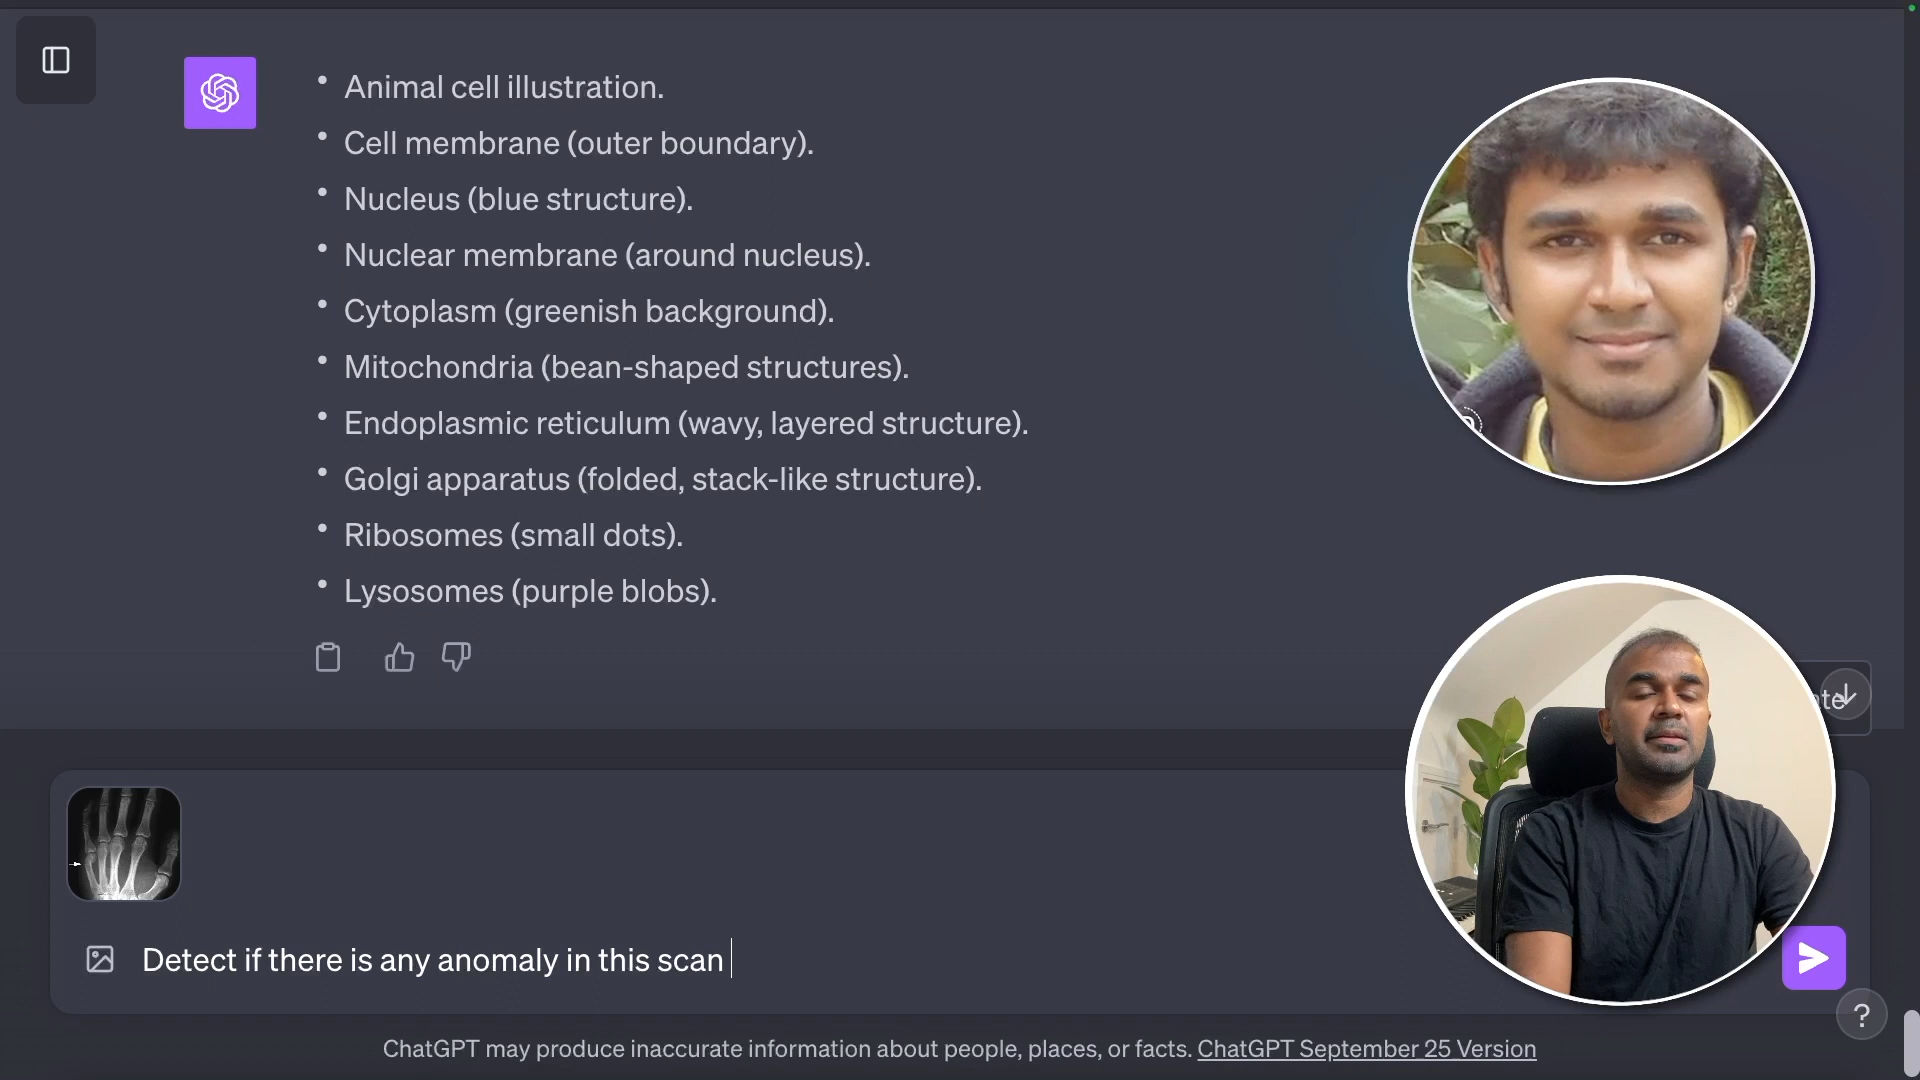 Animal cell illustration.
Cell membrane (outer boundary).
Nucleus (blue structure).
Nuclear membrane (around nucleus).
Cytoplasm (greenish background).
Mitochondria (bean-shaped structures).
Endoplasmic reticulum (wavy, layered structure).
Golgi apparatus (folded, stack-like structure).
Ribosomes (small dots).
Lysosomes (purple blobs).
Detect if there is any anomaly in this scan
?
ChatGPT may produce inaccurate information about people, places, or facts. ChatGPT September 25 Version